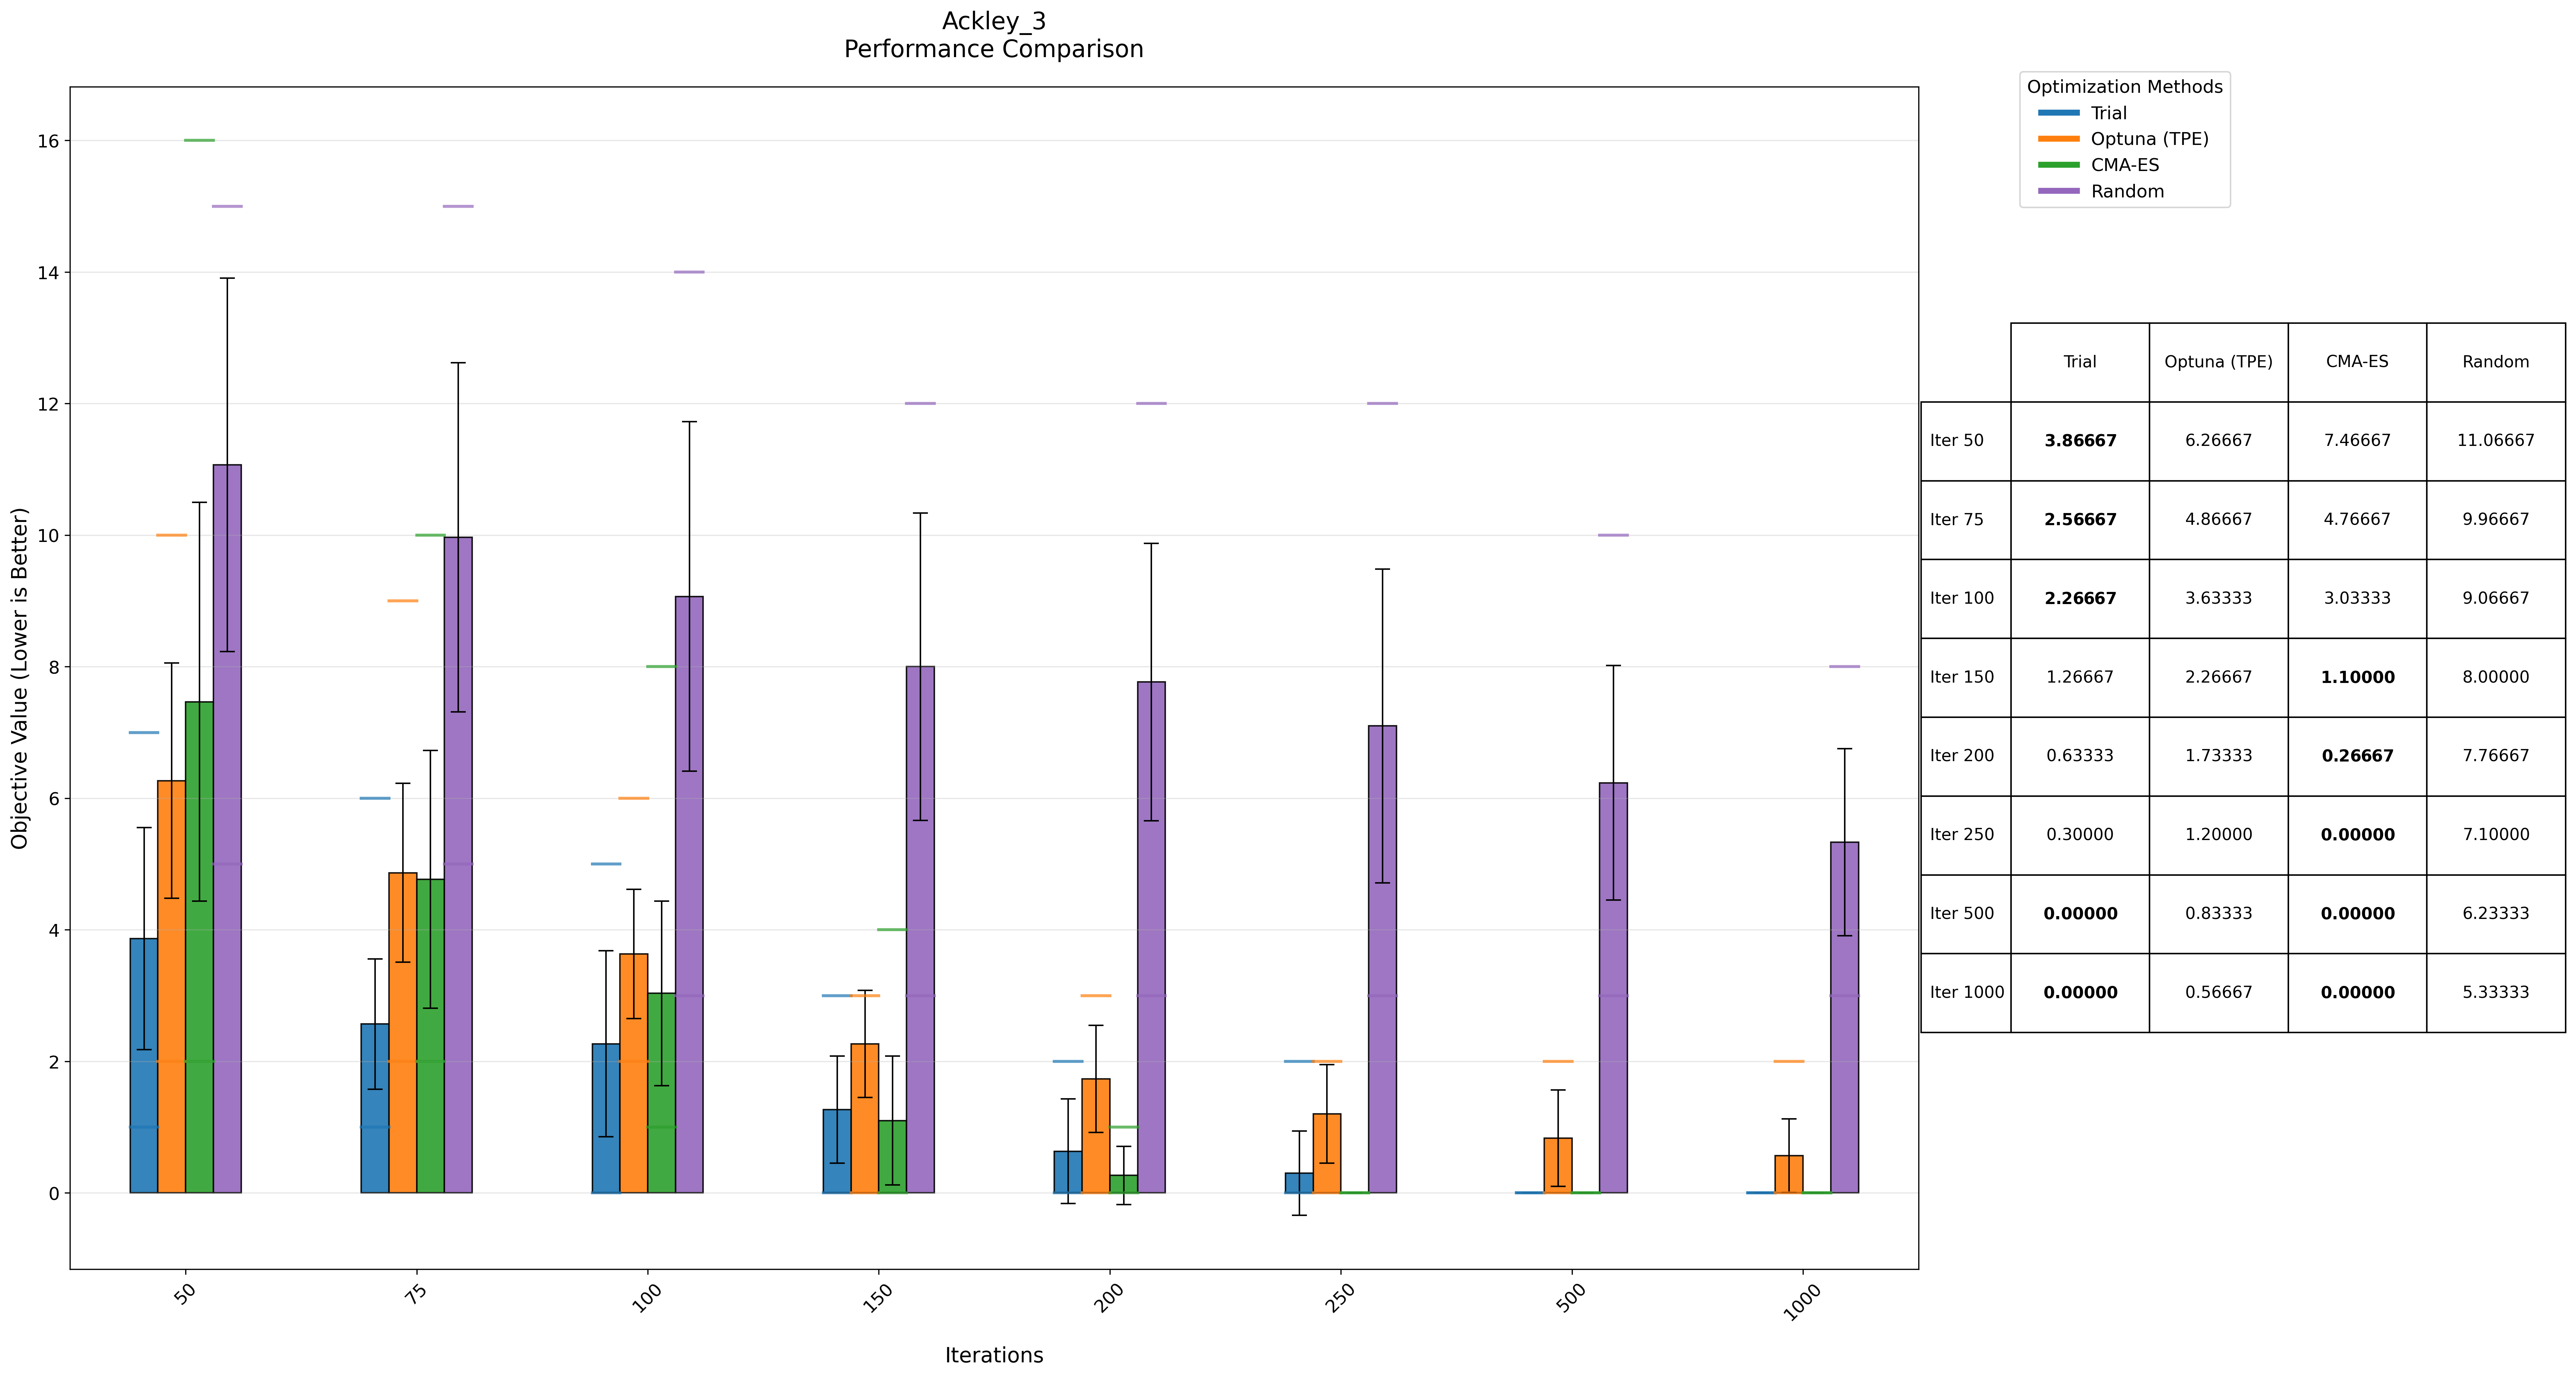 Ackley_3
Performance Comparison
Objective Value (Lower is Better)
16
14
12
10
8
6
4
2
0
50
75
100
150
200
250
500
1000
Iterations
Optimization Methods
Trial
Optuna (TPE)
CMA-ES
Random
Trial Optuna (TPE) CMA-ES Random
Iter 50 3.86667 6.26667 7.46667 11.06667
Iter 75 2.56667 4.86667 4.76667 9.96667
Iter 100 2.26667 3.63333 3.03333 9.06667
Iter 150 1.26667 2.26667 1.10000 8.00000
Iter 200 0.63333 1.73333 0.26667 7.76667
Iter 250 0.30000 1.20000 0.00000 7.10000
Iter 500 0.00000 0.83333 0.00000 6.23333
Iter 1000 0.00000 0.56667 0.00000 5.33333